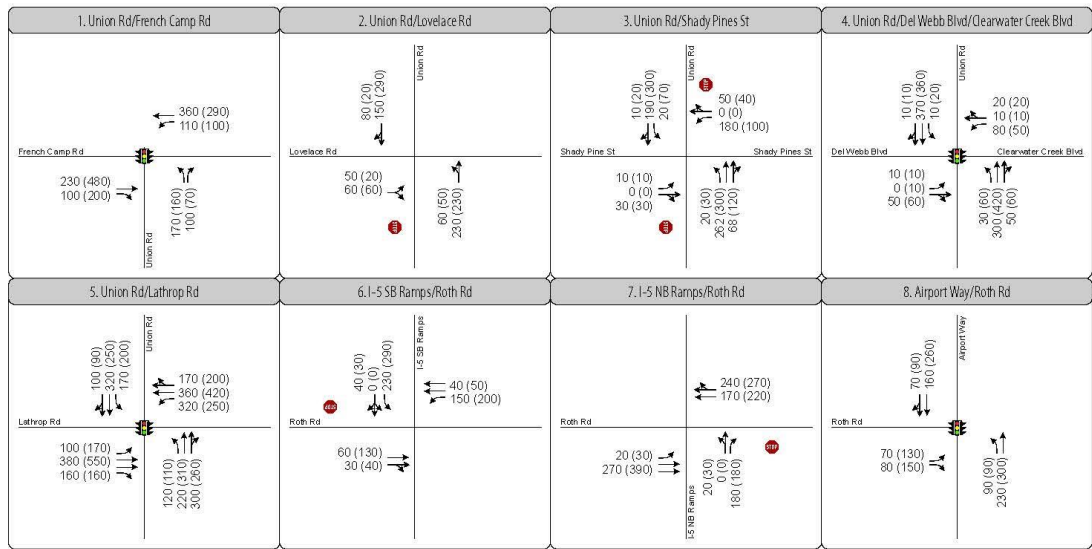 1. Union Rd/French Camp Rd
360 (290)
110 (100)
French Camp Rd
230 (480)
100 (200)
170 (160)
100 (70)
Union Rd
2. Union Rd/Lovelace Rd
Union Rd
80 (20)
150 (290)
Lovelace Rd
50 (20)
60 (60)
STOP
60 (50)
230 (230)
3. Union Rd/Shady Pines St
Union Rd
10 (20)
190 (300)
20 (70)
STOP
50 (40)
0 (0)
180 (100)
Shady Pine St
Shady Pines St
10 (10)
0 (0)
30 (30)
STOP
20 (30)
262 (300)
68 (120)
4. Union Rd/Del Webb Blvd/Clearwater Creek Blvd
Union Rd
10 (10)
370 (360)
10 (20)
20 (20)
10 (10)
80 (50)
Del Webb Blvd
Clearwater Creek Blvd
10 (10)
0 (10)
50 (60)
30 (60)
300 (420)
50 (60)
5. Union Rd/Lathrop Rd
Union Rd
100 (90)
320 (250)
170 (200)
170 (200)
360 (420)
320 (250)
Lathrop Rd
100 (170)
380 (550)
160 (160)
120 (110)
220 (310)
300 (260)
6. I-5 SB Ramps/Roth Rd
I-5 SB Ramps
40 (30)
0 (0)
230 (290)
STOP
40 (50)
150 (200)
Roth Rd
60 (130)
30 (40)
7. I-5 NB Ramps/Roth Rd
240 (270)
170 (220)
Roth Rd
20 (30)
270 (390)
STOP
20 (30)
0 (0)
180 (180)
I-5 NB Ramps
8. Airport Way/Roth Rd
Airport Way
70 (90)
160 (260)
Roth Rd
70 (130)
80 (150)
90 (90)
230 (300)